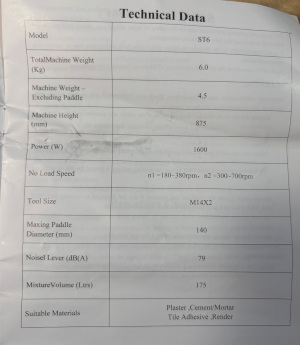 Technical Data
Model
ST6
TotalMachine Weight
(Kg)
6.0
Machine Weight –
Excluding Paddle
4.5
Machine Height
(mm)
875
Power (W)
1600
No Load Speed
n1 =180~380rpm, n2 =300~700rpm
Tool Size
M14X2
Maxing Paddle
Diameter (mm)
140
Noisel Lever (dB(A)
79
MixtureVolume (Ltrs)
175
Suitable Materials
Plaster ,Cement/Mortar
Tile Adhesive ,Render